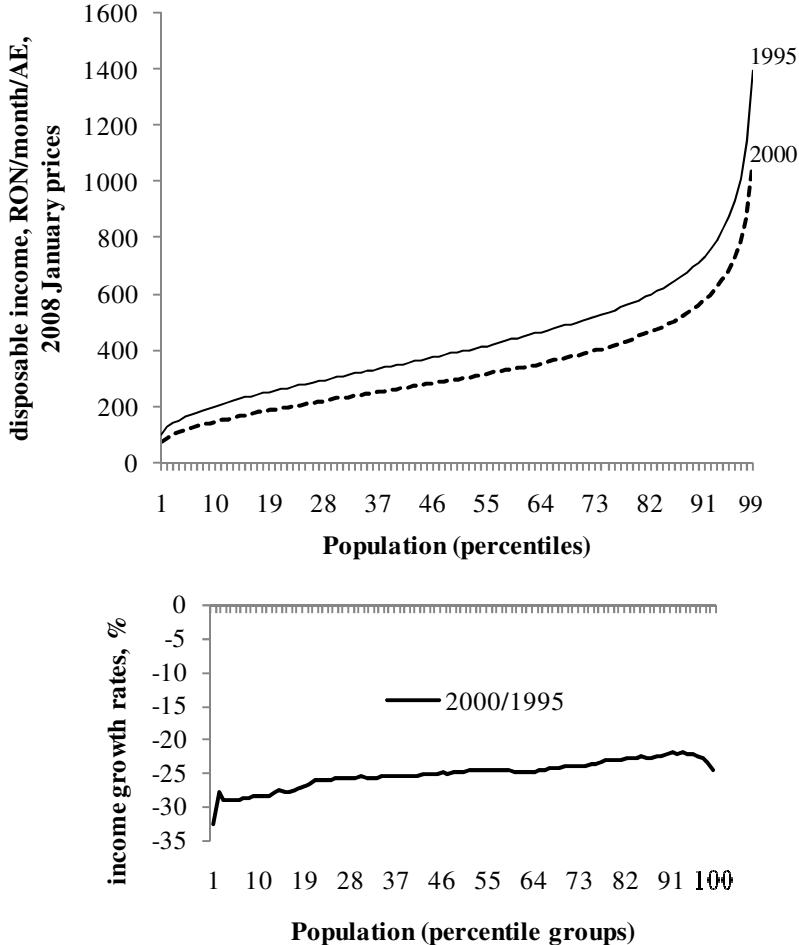 1600
1400
1200
1000
800
600
400
200
0
disposable income, RON/month/AE,
2008 January prices
1995
2000
1 10 19 28 37 46 55 64 73 82 91 99
Population (percentiles)
0
-5
-10
-15
-20
-25
-30
-35
income growth rates, %
2000/1995
1 10 19 28 37 46 55 64 73 82 91 100
Population (percentile groups)